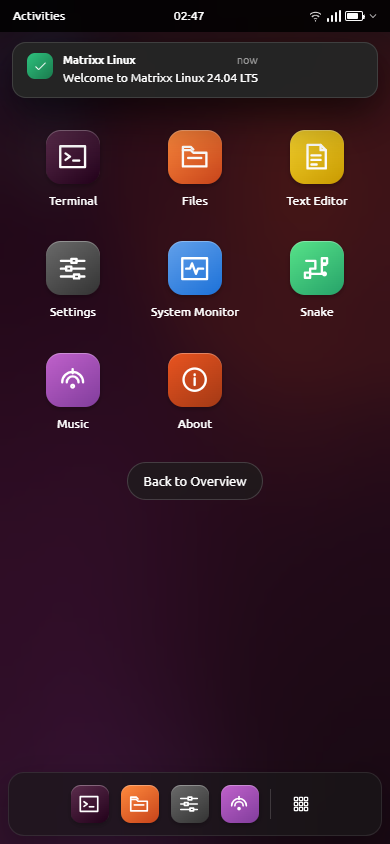 Activities
02:47
Matrixx Linux
now
Welcome to Matrixx Linux 24.04 LTS
Terminal
Files
Text Editor
Settings
System Monitor
Snake
Music
About
Back to Overview